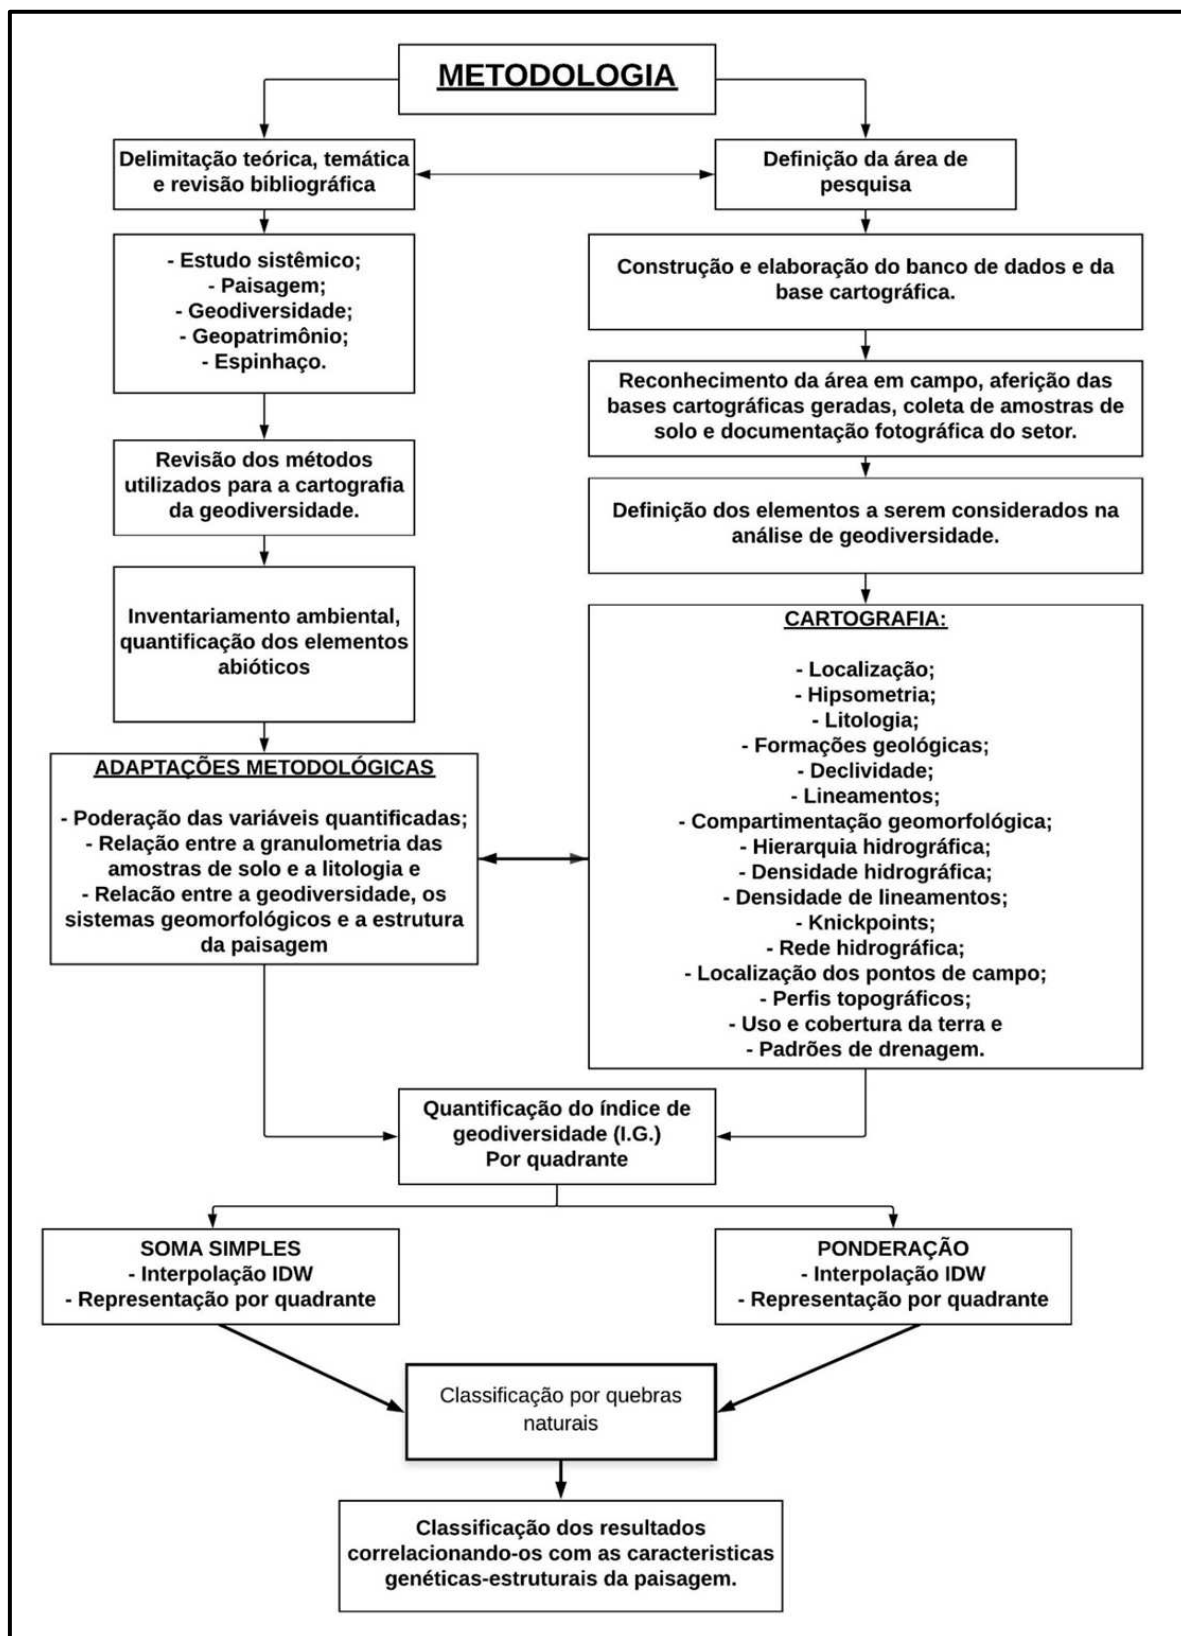 METODOLOGIA
Delimitação teórica, temática
e revisão bibliográfica
Definição da área de
pesquisa
- Estudo sistêmico;
- Paisagem;
- Geodiversidade;
- Geopatrimônio;
- Espinhaço.
Construção e elaboração do banco de dados e da
base cartográfica.
Reconhecimento da área em campo, aferição das
bases cartográficas geradas, coleta de amostras de
solo e documentação fotográfica do setor.
Revisão dos métodos
utilizados para a cartografia
da geodiversidade.
Definição dos elementos a serem considerados na
análise de geodiversidade.
Inventariamento ambiental,
quantificação dos elementos
abióticos
CARTOGRAFIA:
- Localização;
- Hipsometria;
- Litologia;
- Formações geológicas;
- Declividade;
- Lineamentos;
- Compartimentação geomorfológica;
- Hierarquia hidrográfica;
- Densidade hidrográfica;
- Densidade de lineamentos;
- Knickpoints;
- Rede hidrográfica;
- Localização dos pontos de campo;
- Perfis topográficos;
- Uso e cobertura da terra e
- Padrões de drenagem.
ADAPTAÇÕES METODOLÓGICAS
- Poderação das variáveis quantificadas;
- Relação entre a granulometria das
amostras de solo e a litologia e
- Relacão entre a geodiversidade, os
sistemas geomorfológicos e a estrutura
da paisagem
Quantificação do índice de
geodiversidade (I.G.)
Por quadrante
SOMA SIMPLES
- Interpolação IDW
- Representação por quadrante
PONDERAÇÃO
- Interpolação IDW
- Representação por quadrante
Classificação por quebras
naturais
Classificação dos resultados
correlacionando-os com as caracteristicas
genéticas-estruturais da paisagem.